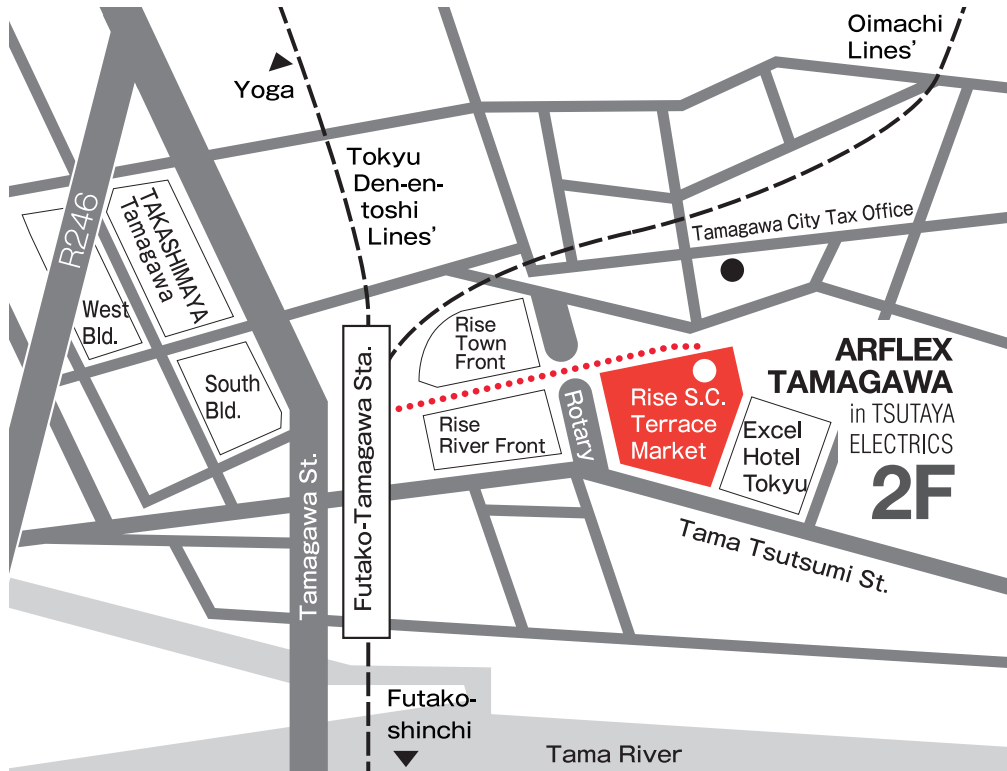 Oimachi
Lines'
Yoga
Tokyu
Den-en-
toshi
Lines'
R246
TAKASHIMAYA
Tamagawa
Tamagawa City Tax Office
West
Bld.
South
Bld.
Rise
Town
Front
Rise
River Front
Rotary
Rise S.C.
Terrace
Market
Excel
Hotel
Tokyu
ARFLEX
TAMAGAWA
in TSUTAYA
ELECTRICS
2F
Futako-Tamagawa Sta.
Tamagawa St.
Tama Tsutsumi St.
Futako-
shinchi
Tama River